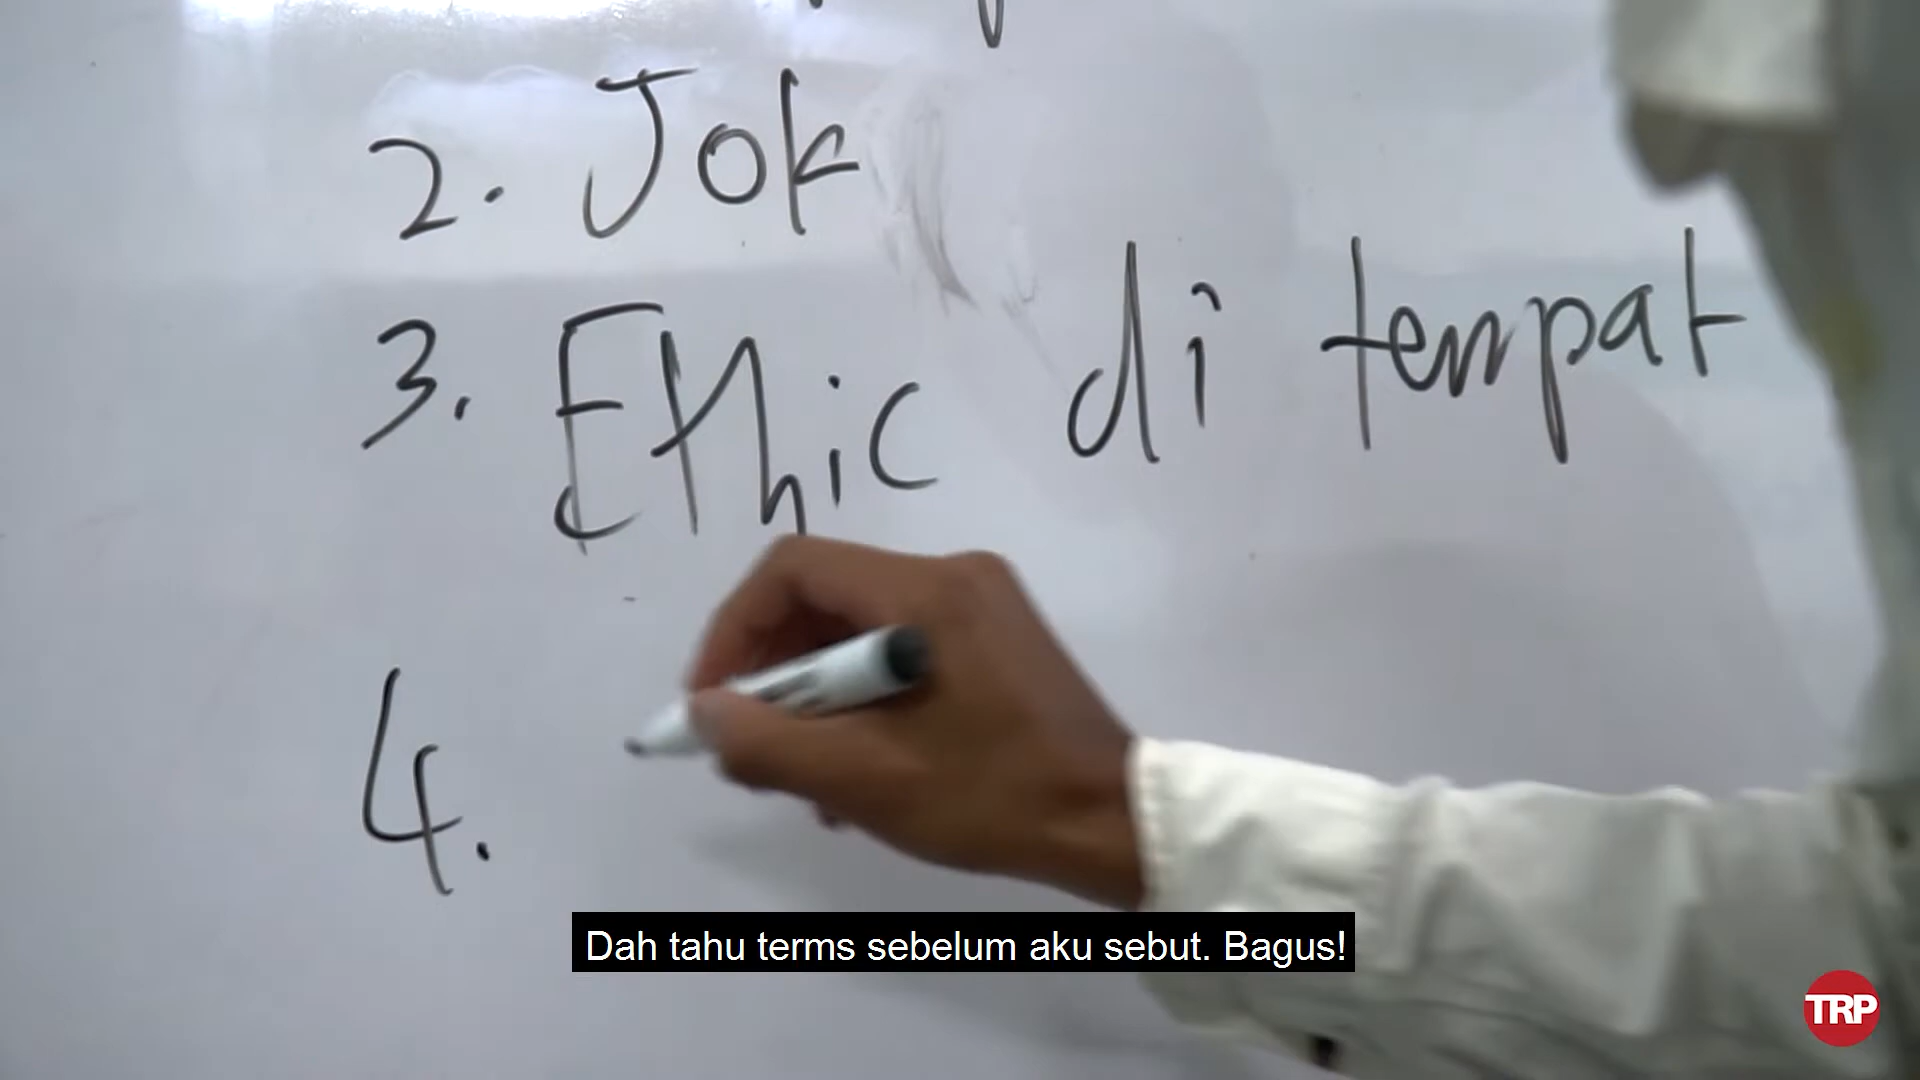 2. Jok
3. Ethic di tempat
4.
Dah tahu terms sebelum aku sebut. Bagus!
TRP